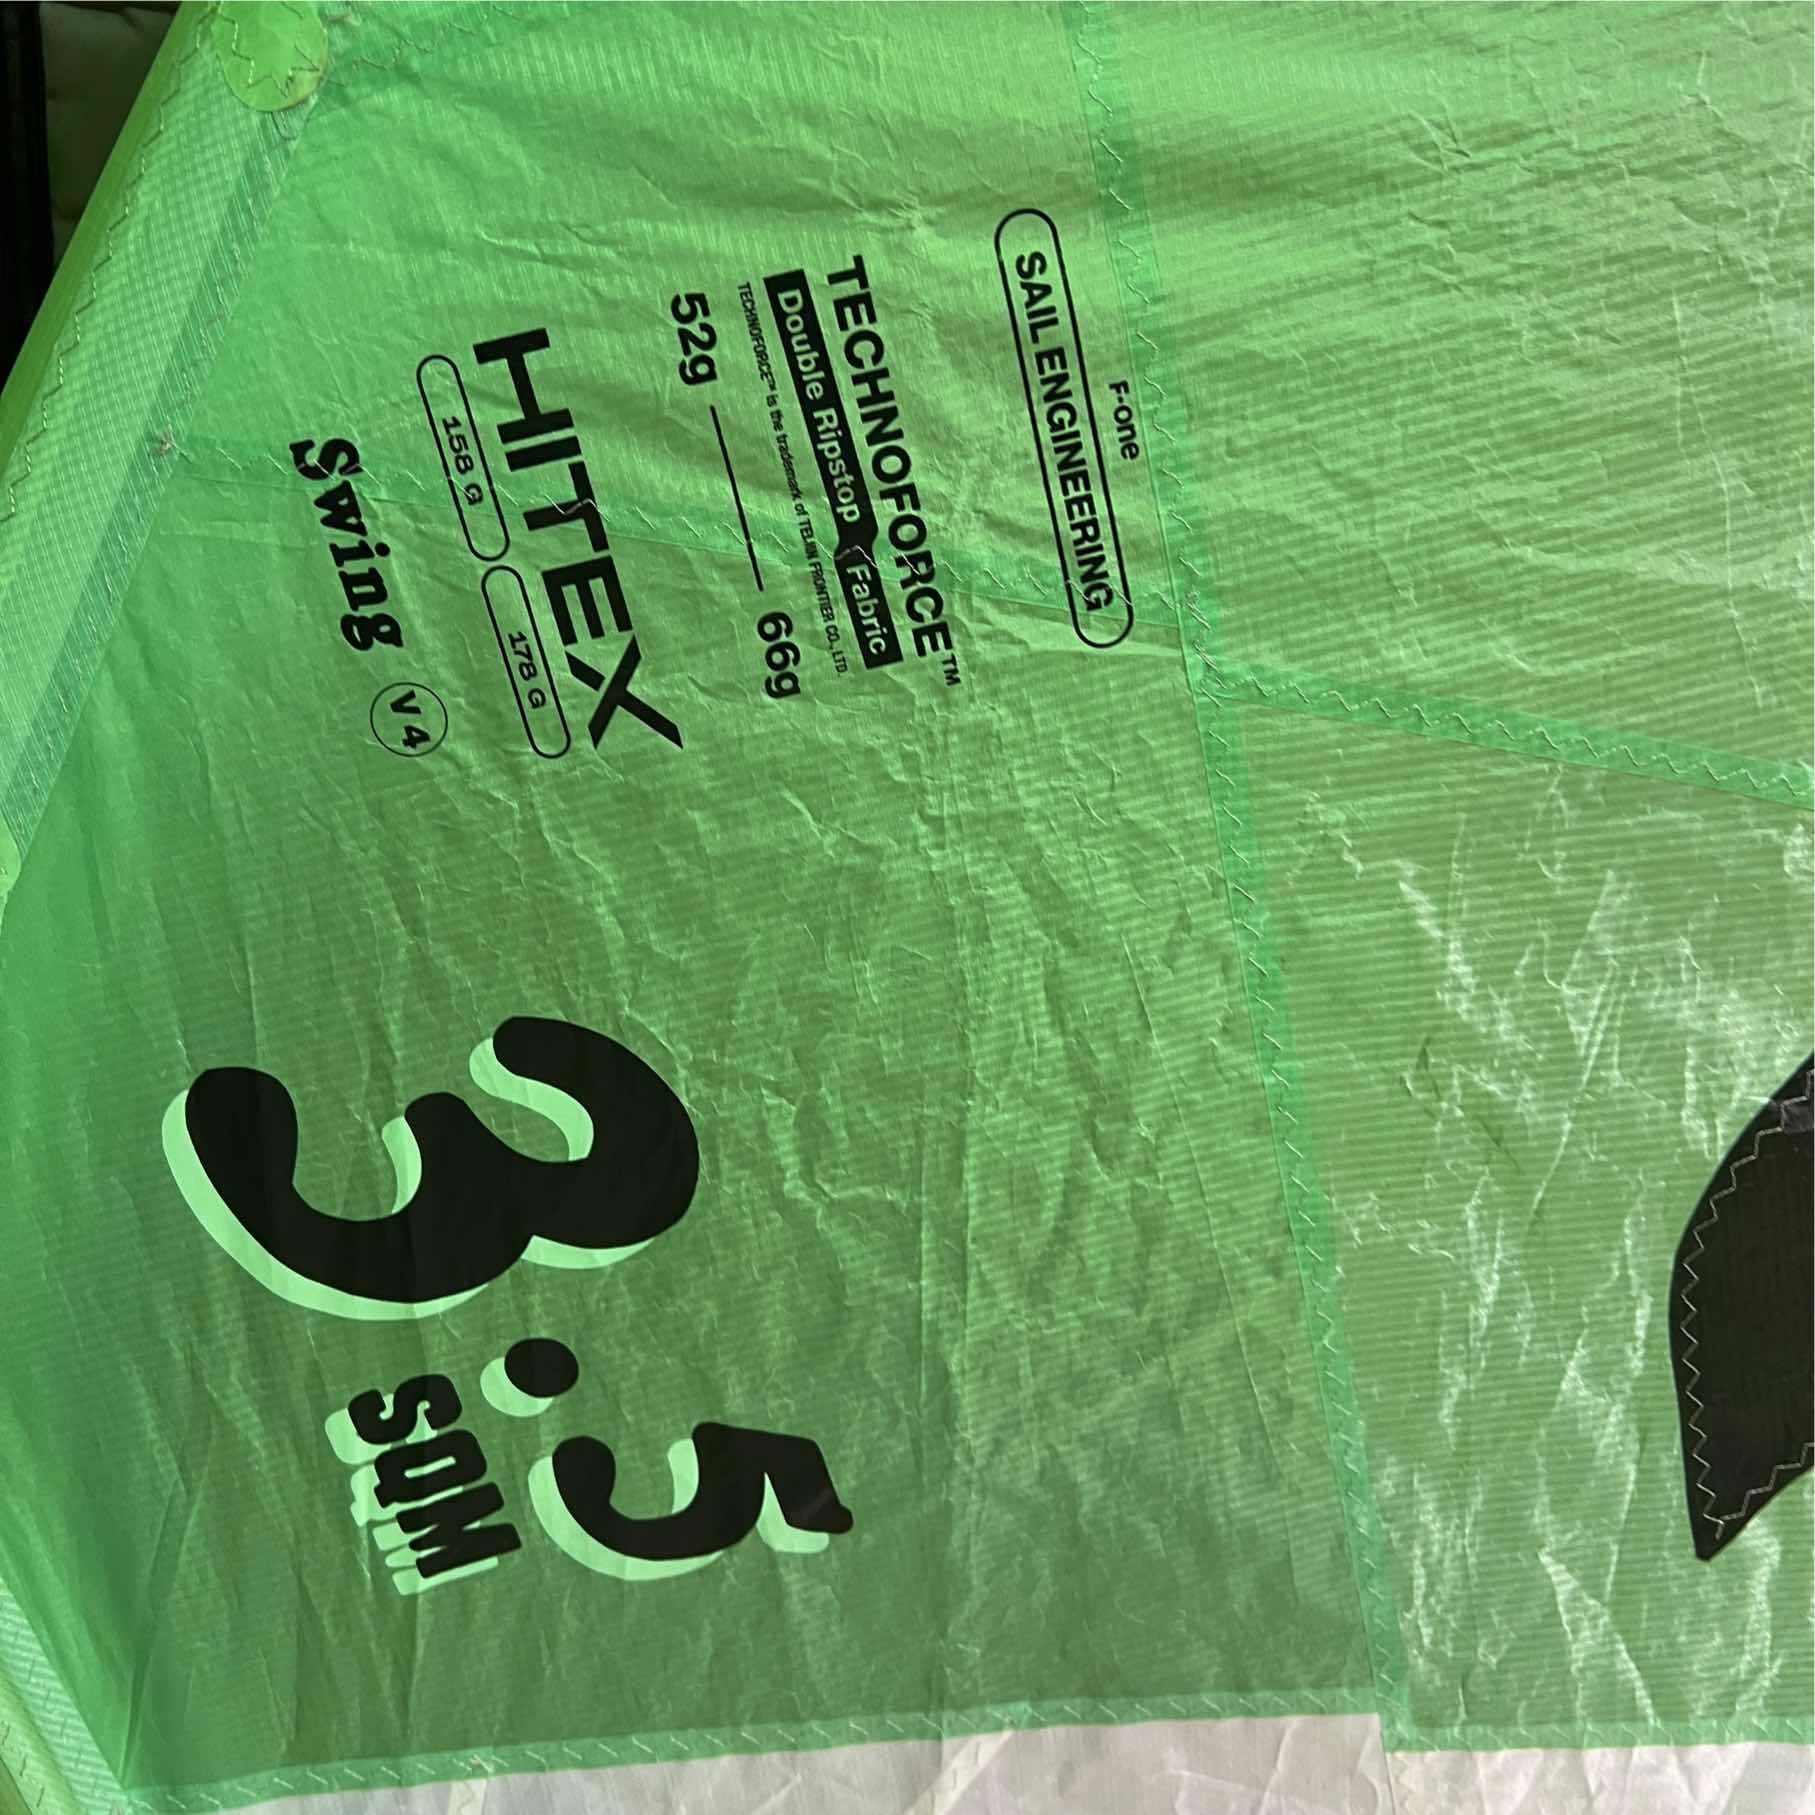 F-one
SAIL ENGINEERING
TECHNOFORCE™
Double Ripstop Fabric
TECHNOFORCE™ is the trademark of TEIJIN FRONTIER CO., LTD.
52g 66g
HITEX
158 G 178 G
Swing V4
3.5
SQM